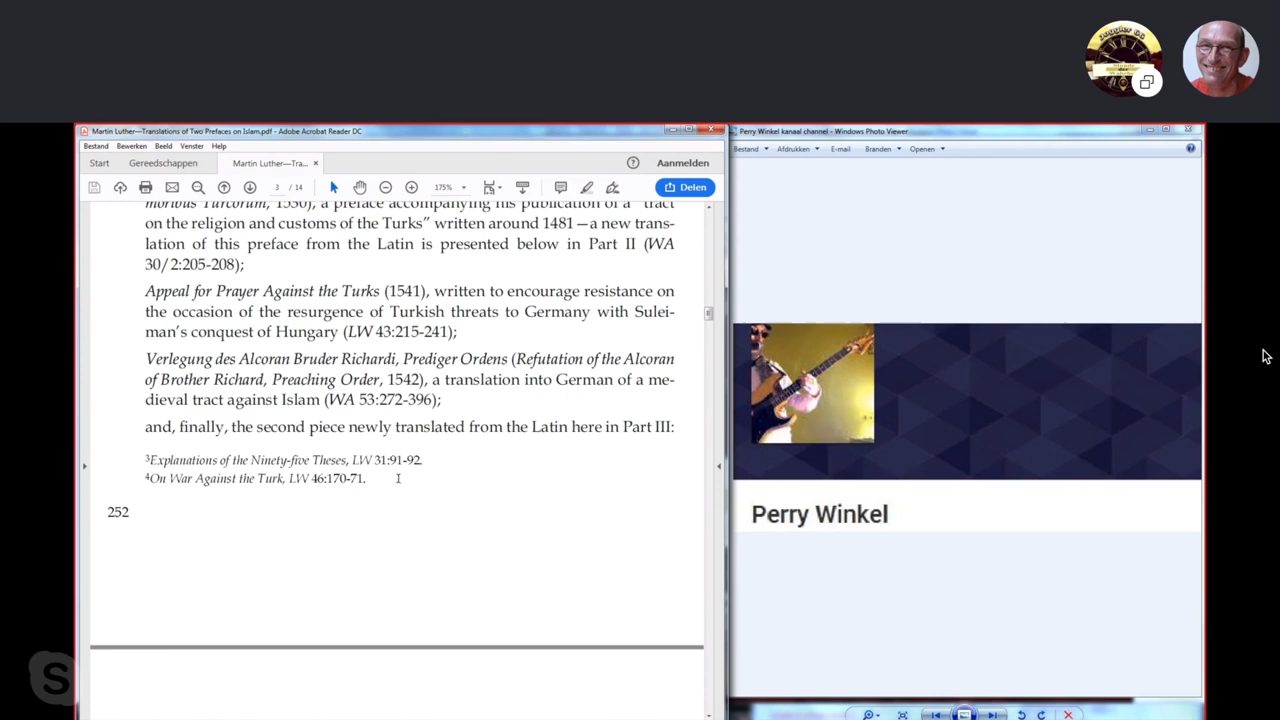 Juggler 66
Martin Luther—Translations of Two Prefaces on Islam.pdf - Adobe Acrobat Reader DC
Bestand Bewerken Beeld Venster Help
Start Gereedschappen Martin Luther—Tra... × Aanmelden
3 / 14 175% Delen
moribus Turcorum, 1530), a preface accompanying his publication of a “tract
on the religion and customs of the Turks” written around 1481—a new trans-
lation of this preface from the Latin is presented below in Part II (WA
30/2:205-208);
Appeal for Prayer Against the Turks (1541), written to encourage resistance on
the occasion of the resurgence of Turkish threats to Germany with Sulei-
man’s conquest of Hungary (LW 43:215-241);
Verlegung des Alcoran Bruder Richardi, Prediger Ordens (Refutation of the Alcoran
of Brother Richard, Preaching Order, 1542), a translation into German of a me-
dieval tract against Islam (WA 53:272-396);
and, finally, the second piece newly translated from the Latin here in Part III:
3Explanations of the Ninety-five Theses, LW 31:91-92.
4On War Against the Turk, LW 46:170-71.
252
Perry Winkel kanaal channel - Windows Photo Viewer
Bestand Afdrukken E-mail Branden Openen
Perry Winkel
S